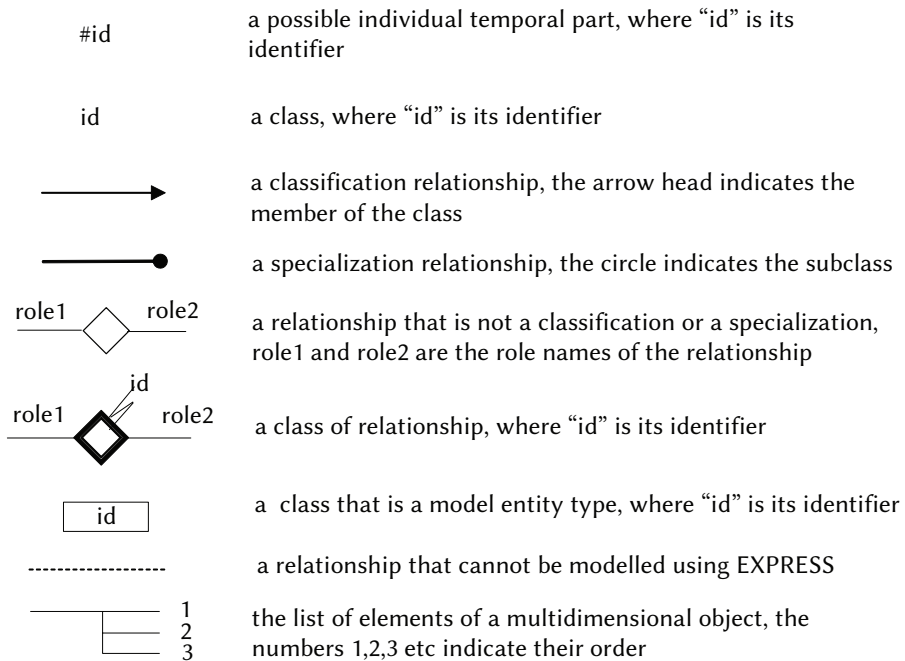 #id
a possible individual temporal part, where “id” is its
identifier
id
a class, where “id” is its identifier
a classification relationship, the arrow head indicates the
member of the class
a specialization relationship, the circle indicates the subclass
role1
role2
a relationship that is not a classification or a specialization,
role1 and role2 are the role names of the relationship
id
role1
role2
a class of relationship, where “id” is its identifier
id
a class that is a model entity type, where “id” is its identifier
a relationship that cannot be modelled using EXPRESS
1
2
3
the list of elements of a multidimensional object, the
numbers 1,2,3 etc indicate their order